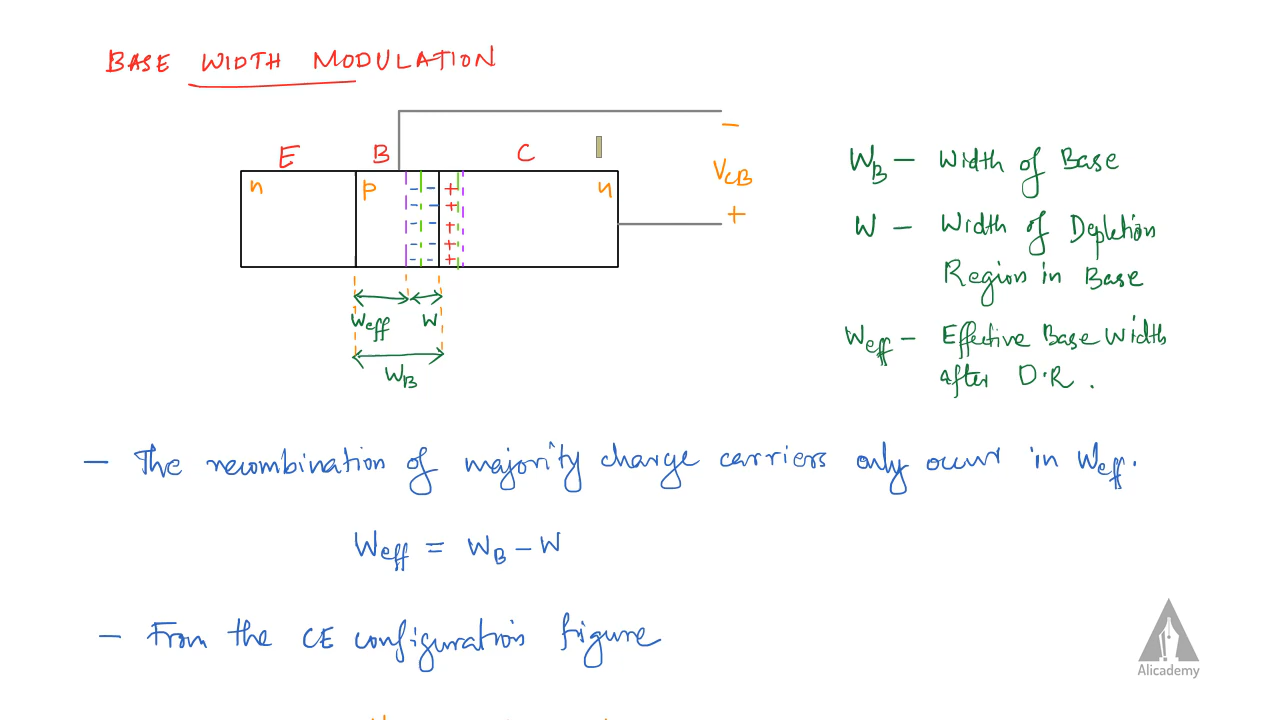 BASE WIDTH MODULATION
E B C
n p n
- - +
- - +
- - +
- - +
- - +
−
VCB
+
Weff W
WB
WB − Width of Base
W − Width of Depletion
Region in Base
Weff − Effective Base Width
after D.R.
− The recombination of majority charge carriers only occur in Weff.
Weff = WB − W
− From the CE configuration's figure
Alicademy